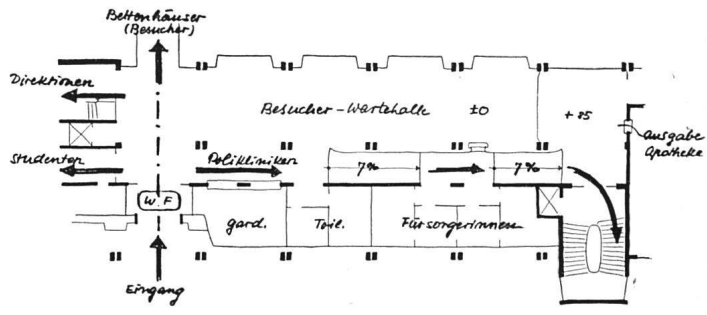 Bettenhäuser
(Besucher)
Direktionen
Besucher-Wartehalle ±0
+85
Ausgabe
Apotheke
Studenten
Polikliniken
7%
7%
W.F
Gard.
Toil.
Fürsorgerinnen
Eingang